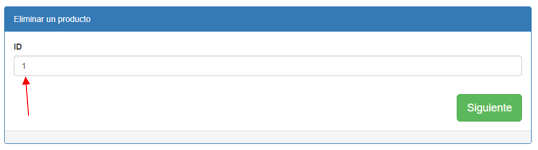 Eliminar un producto
ID
1
Siguiente